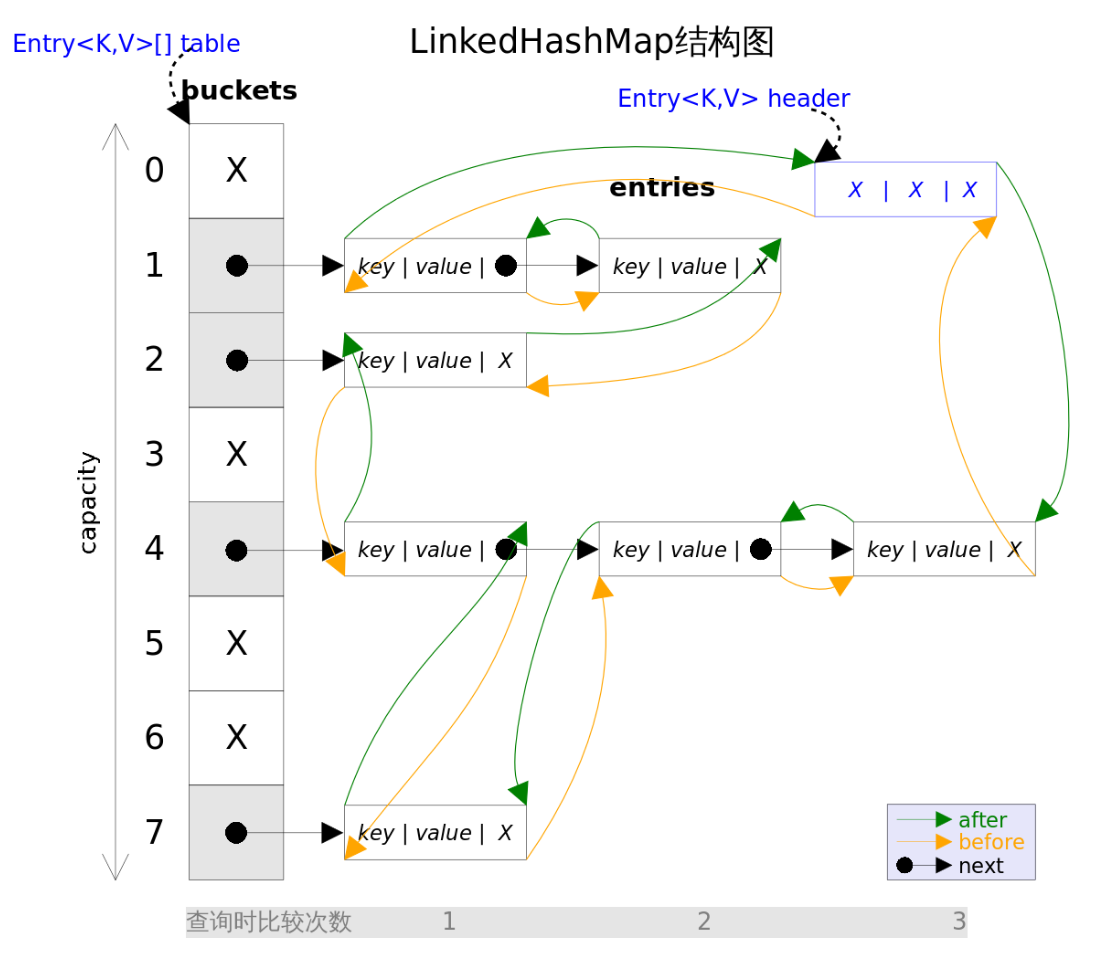 LinkedHashMap结构图
Entry<K,V>[] table
buckets
Entry<K,V> header
entries
0 X
X | X | X
1 key | value | key | value | X
2 key | value | X
3 X
capacity
4 key | value | key | value | key | value | X
5 X
6 X
7 key | value | X
after
before
next
查询时比较次数 1 2 3